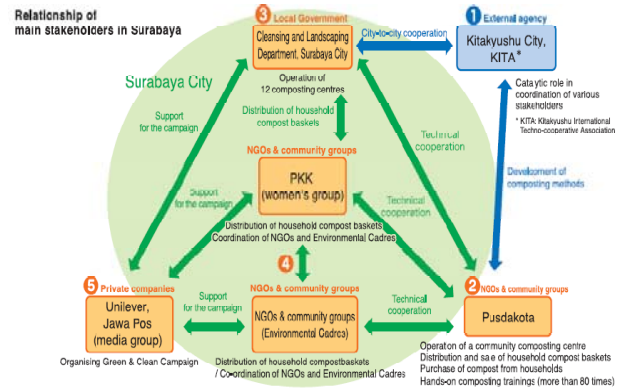 Relationship of
main stakeholders in Surabaya
3 Local Government
Cleansing and Landscaping
Department, Surabaya City
Operation of
12 composting centres
City-to-city cooperation
1 External agency
Kitakyushu City,
KITA*
Catalytic role in
coordination of various
stakeholders
* KITA: Kitakyushu International
Techno-cooperative Association
Surabaya City
Support
for the campaign
Distribution of household
compost baskets
Technical
cooperation
Development of
composting methods
NGOs & community groups
PKK
(women's group)
Distribution of household compost baskets
Coordination of NGOs and Environmental Cadres
Support
for the campaign
Technical
cooperation
4
5 Private companies
Unilever,
Jawa Pos
(media group)
Organising Green & Clean Campaign
Support
for the campaign
NGOs & community groups
NGOs & community groups
(Environmental Cadres)
Distribution of household compostbaskets
/ Co-ordination of NGOs and Environmental Cadres
Technical
cooperation
2 NGOs & community groups
Pusdakota
Operation of a community composting centre
Distribution and sale of household compost baskets
Purchase of compost from households
Hands-on composting trainings (more than 80 times)